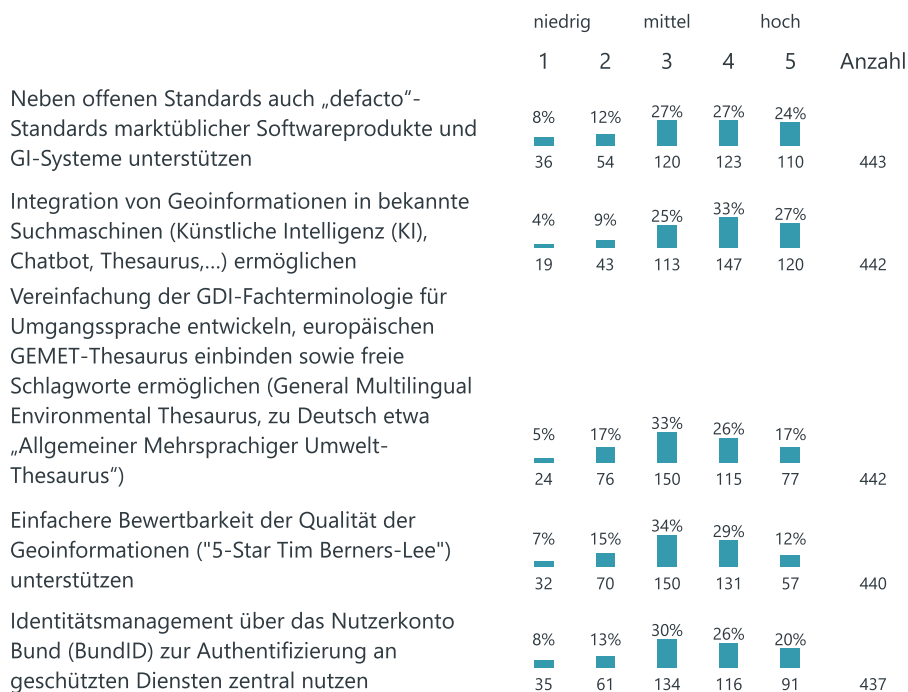 niedrig mittel hoch
1 2 3 4 5 Anzahl
Neben offenen Standards auch „defacto“-
Standards marktüblicher Softwareprodukte und
GI-Systeme unterstützen
8% 12% 27% 27% 24%
36 54 120 123 110 443
Integration von Geoinformationen in bekannte
Suchmaschinen (Künstliche Intelligenz (KI),
Chatbot, Thesaurus,...) ermöglichen
4% 9% 25% 33% 27%
19 43 113 147 120 442
Vereinfachung der GDI-Fachterminologie für
Umgangssprache entwickeln, europäischen
GEMET-Thesaurus einbinden sowie freie
Schlagworte ermöglichen (General Multilingual
Environmental Thesaurus, zu Deutsch etwa
„Allgemeiner Mehrsprachiger Umwelt-
Thesaurus“)
5% 17% 33% 26% 17%
24 76 150 115 77 442
Einfachere Bewertbarkeit der Qualität der
Geoinformationen ("5-Star Tim Berners-Lee")
unterstützen
7% 15% 34% 29% 12%
32 70 150 131 57 440
Identitätsmanagement über das Nutzerkonto
Bund (BundID) zur Authentifizierung an
geschützten Diensten zentral nutzen
8% 13% 30% 26% 20%
35 61 134 116 91 437